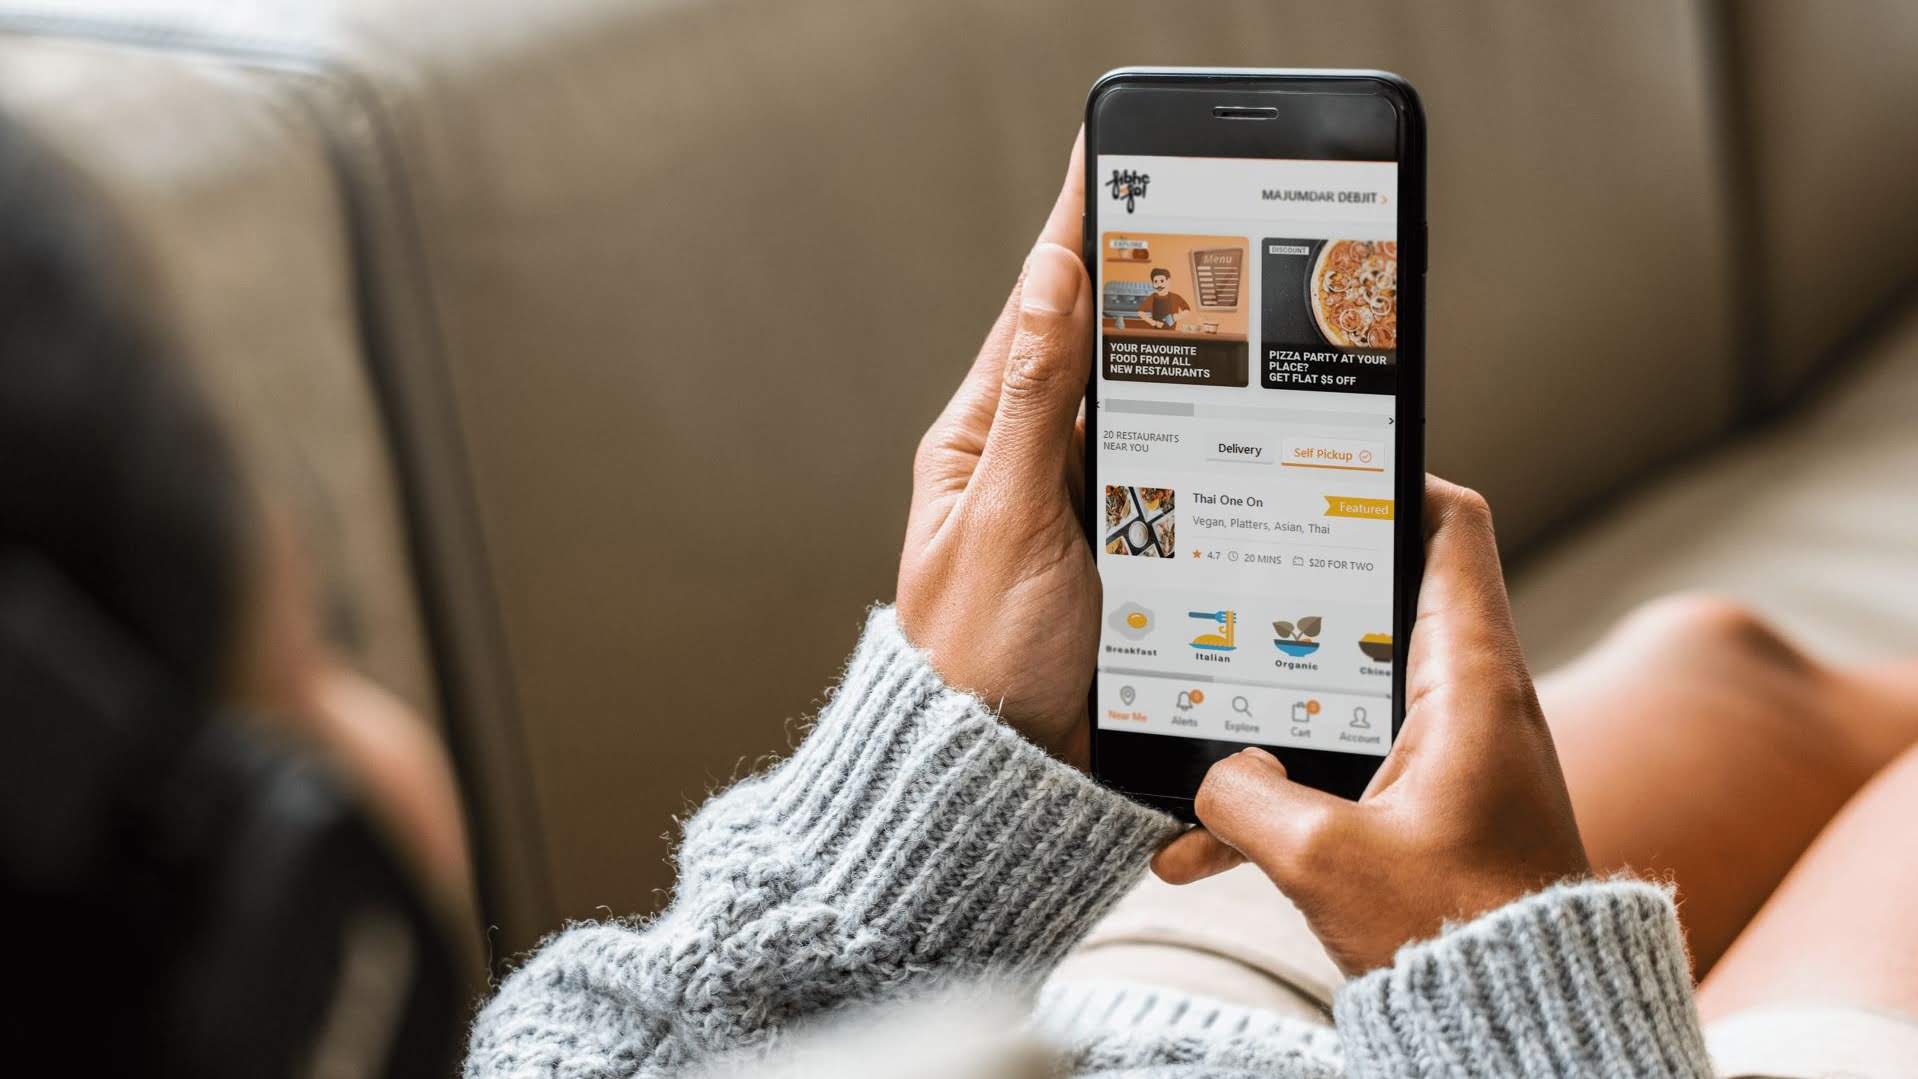 jibhe jol
MAJUMDAR DEBJIT >
EXPLORE
Menu
YOUR FAVOURITE
FOOD FROM ALL
NEW RESTAURANTS
DISCOUNT
PIZZA PARTY AT YOUR
PLACE?
GET FLAT $5 OFF
20 RESTAURANTS
NEAR YOU
Delivery
Self Pickup
Thai One On
Featured
Vegan, Platters, Asian, Thai
4.7
20 MINS
$20 FOR TWO
Breakfast
Italian
Organic
Chine
Near Me
Alerts
Explore
Cart
Account